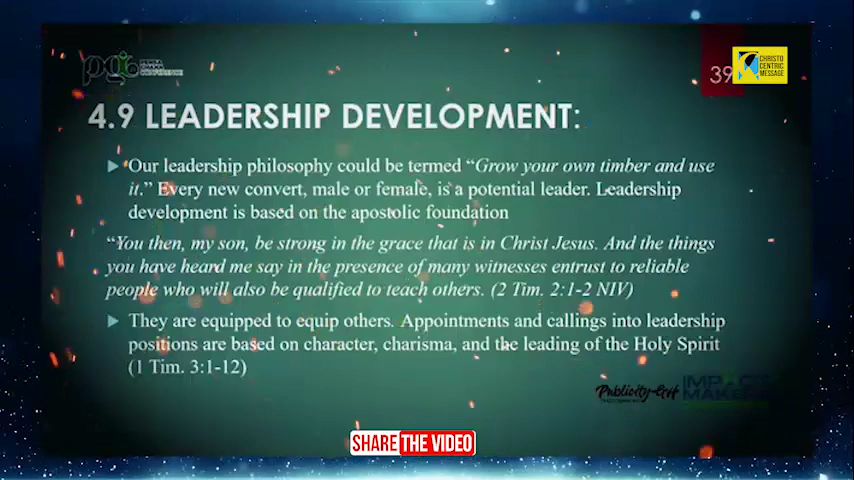 pgc
CONFERENCE
39
CHRISTO
CENTRIC
MESSAGE
4.9 LEADERSHIP DEVELOPMENT:
Our leadership philosophy could be termed “Grow your own timber and use
it.” Every new convert, male or female, is a potential leader. Leadership
development is based on the apostolic foundation
“You then, my son, be strong in the grace that is in Christ Jesus. And the things
you have heard me say in the presence of many witnesses entrust to reliable
people who will also be qualified to teach others. (2 Tim. 2:1-2 NIV)
They are equipped to equip others. Appointments and callings into leadership
positions are based on character, charisma, and the leading of the Holy Spirit
(1 Tim. 3:1-12)
SHARE THE VIDEO